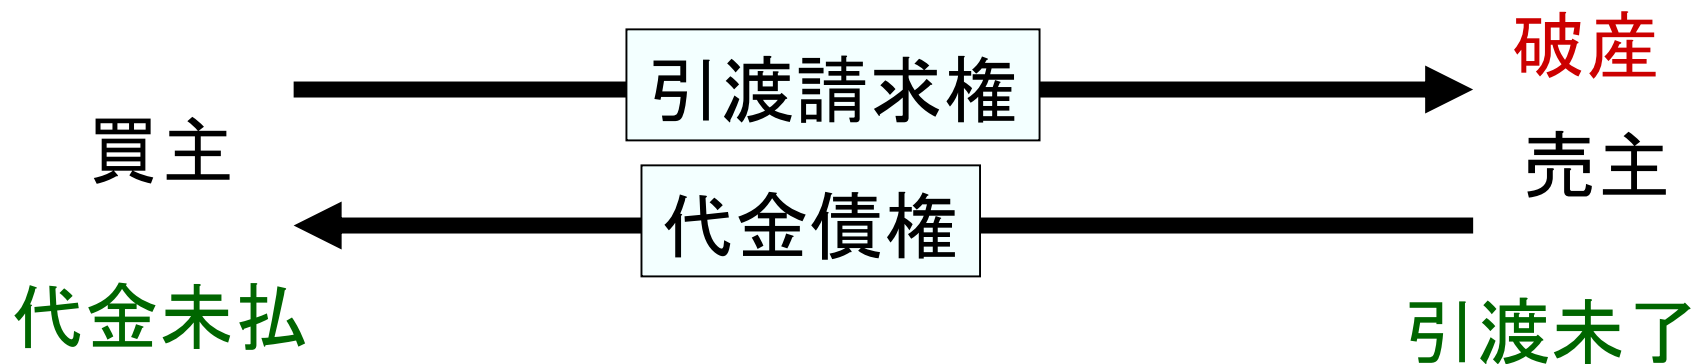 引渡請求権
破産
買主
売主
代金債権
代金未払
引渡未了